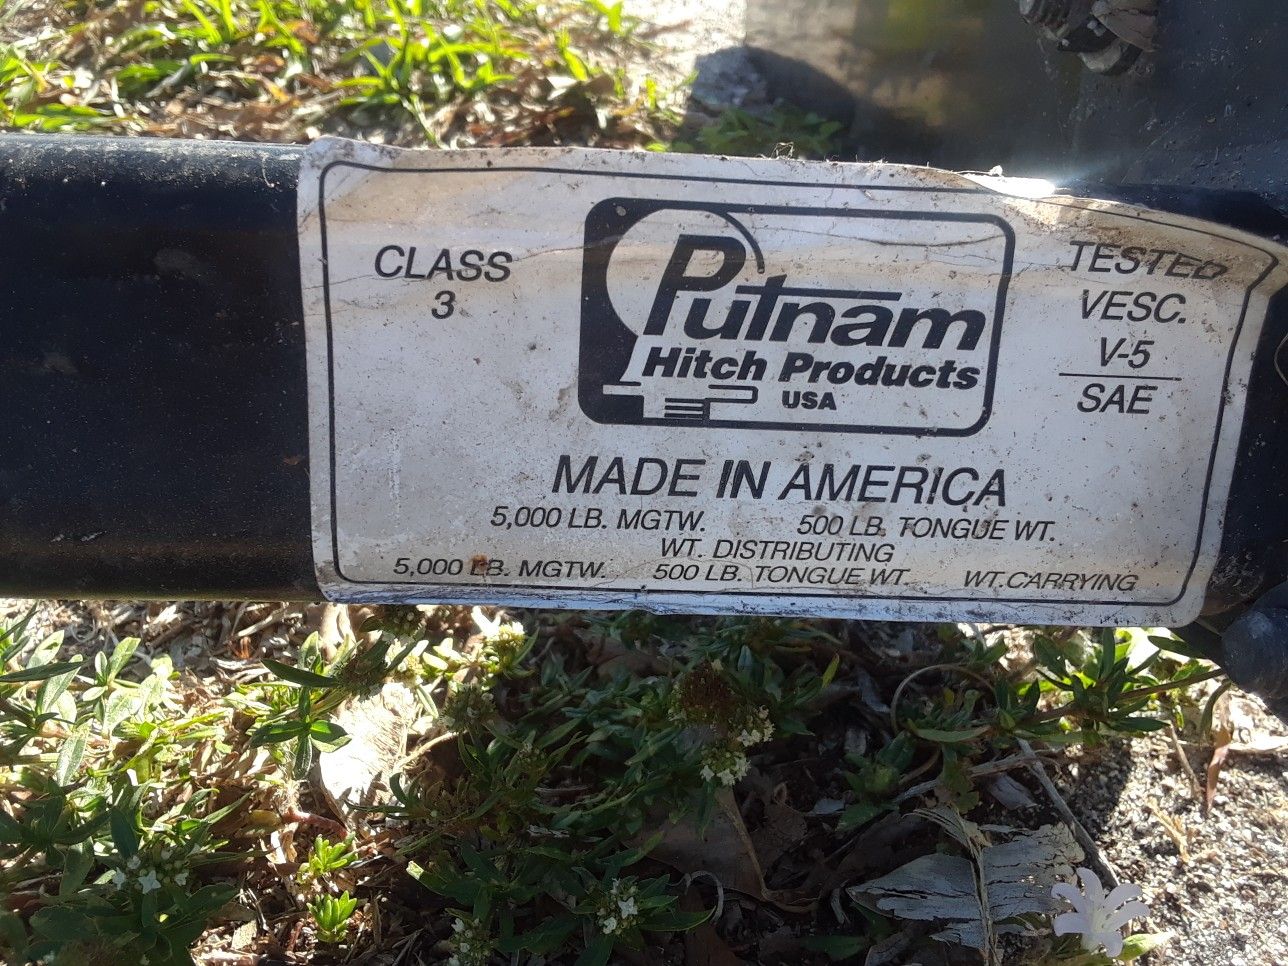 CLASS
3
Putnam
Hitch Products
USA
TESTED
VESC.
V-5
SAE
MADE IN AMERICA
5,000 LB. MGTW. 500 LB. TONGUE WT.
WT. DISTRIBUTING
5,000 LB. MGTW. 500 LB. TONGUE WT. WT.CARRYING